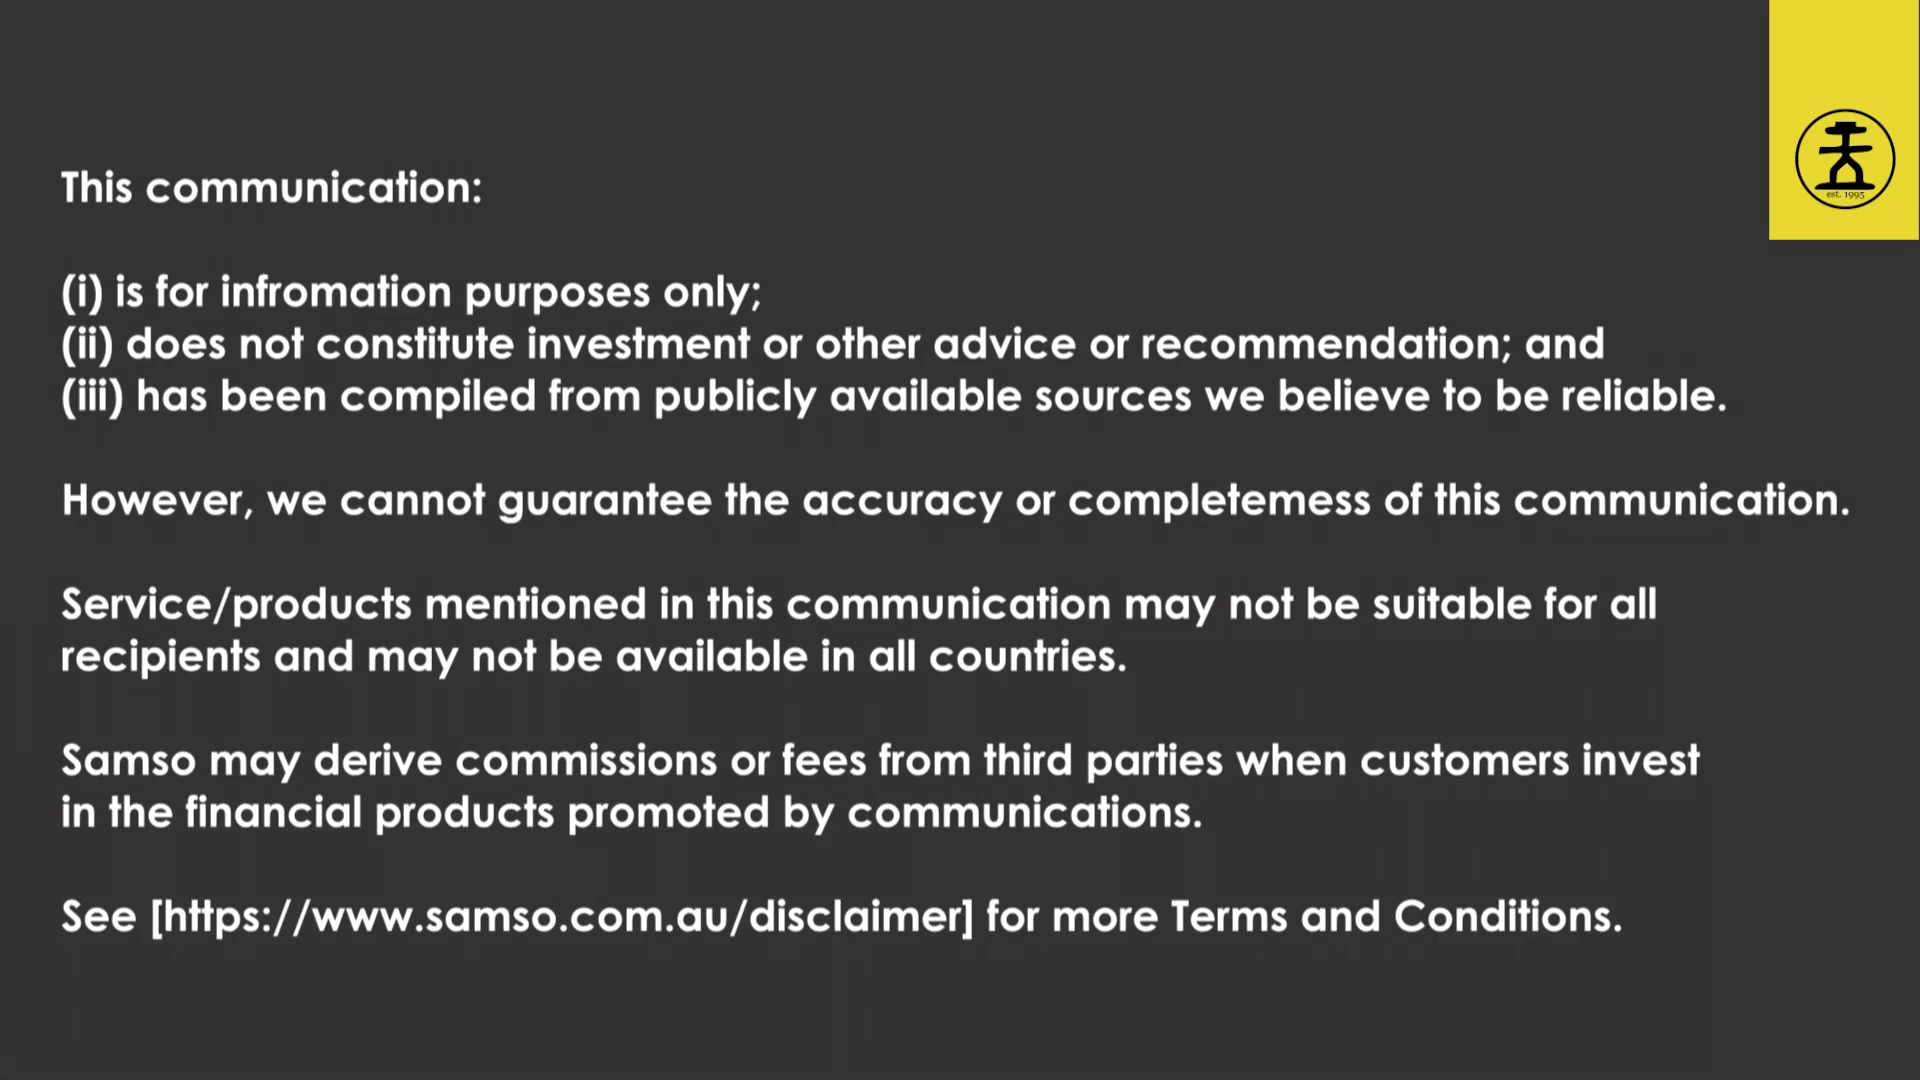 est. 1995
This communication:
(i) is for infromation purposes only;
(ii) does not constitute investment or other advice or recommendation; and
(iii) has been compiled from publicly available sources we believe to be reliable.
However, we cannot guarantee the accuracy or completemess of this communication.
Service/products mentioned in this communication may not be suitable for all
recipients and may not be available in all countries.
Samso may derive commissions or fees from third parties when customers invest
in the financial products promoted by communications.
See [https://www.samso.com.au/disclaimer] for more Terms and Conditions.